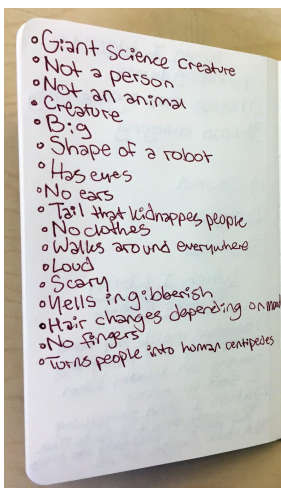 •Giant Science Creature
•Not a person
•Not an animal
•Creature
•Big
•Shape of a robot
•Has eyes
•No ears
•Tail that kidnappes people
•No clothes
•Walks around everywhere
•Loud
•Scary
•Yells in gibberish
•Hair changes depending on
•No fingers
•Turns people into human centipedes